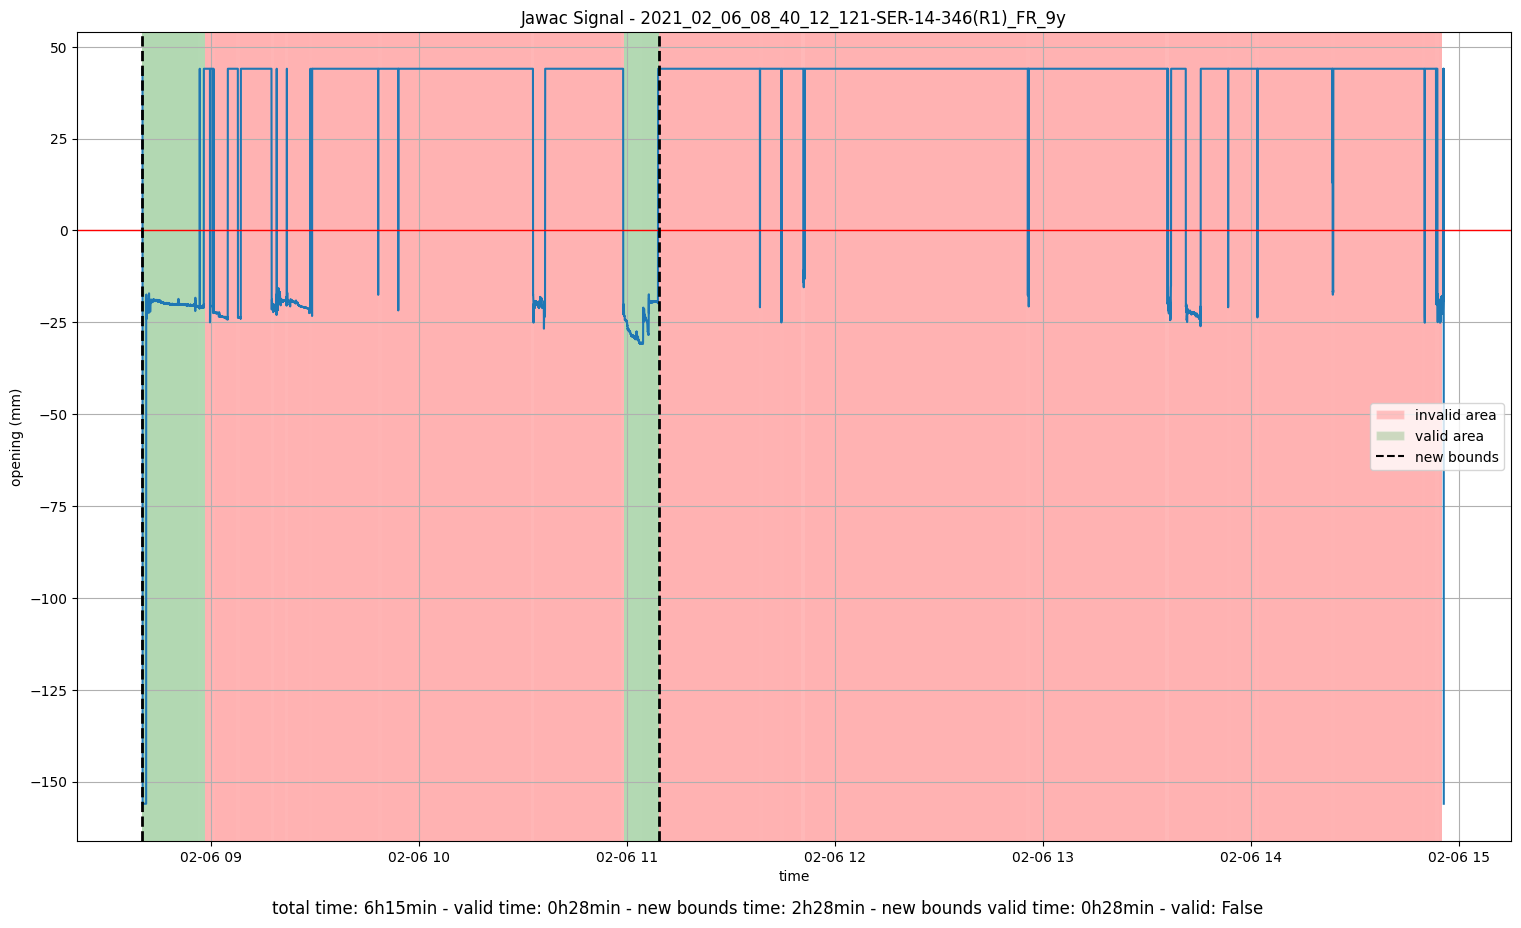 Jawac Signal - 2021_02_06_08_40_12_121-SER-14-346(R1)_FR_9y
50
25
0
−25
−50
−75
−100
−125
−150
opening (mm)
invalid area
valid area
new bounds
02-06 09
02-06 10
02-06 11
02-06 12
02-06 13
02-06 14
02-06 15
time
total time: 6h15min - valid time: 0h28min - new bounds time: 2h28min - new bounds valid time: 0h28min - valid: False